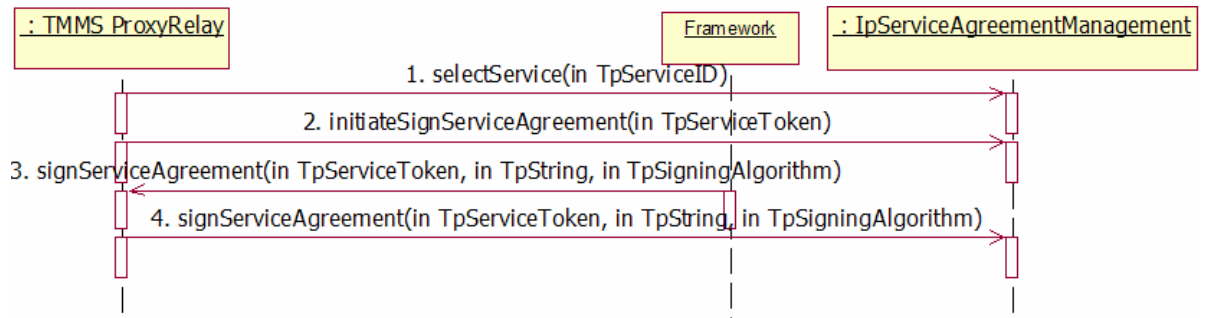 : TMMS ProxyRelay
Framework
: IpServiceAgreementManagement
1. selectService(in TpServiceID)
2. initiateSignServiceAgreement(in TpServiceToken)
3. signServiceAgreement(in TpServiceToken, in TpString, in TpSigningAlgorithm)
4. signServiceAgreement(in TpServiceToken, in TpString, in TpSigningAlgorithm)